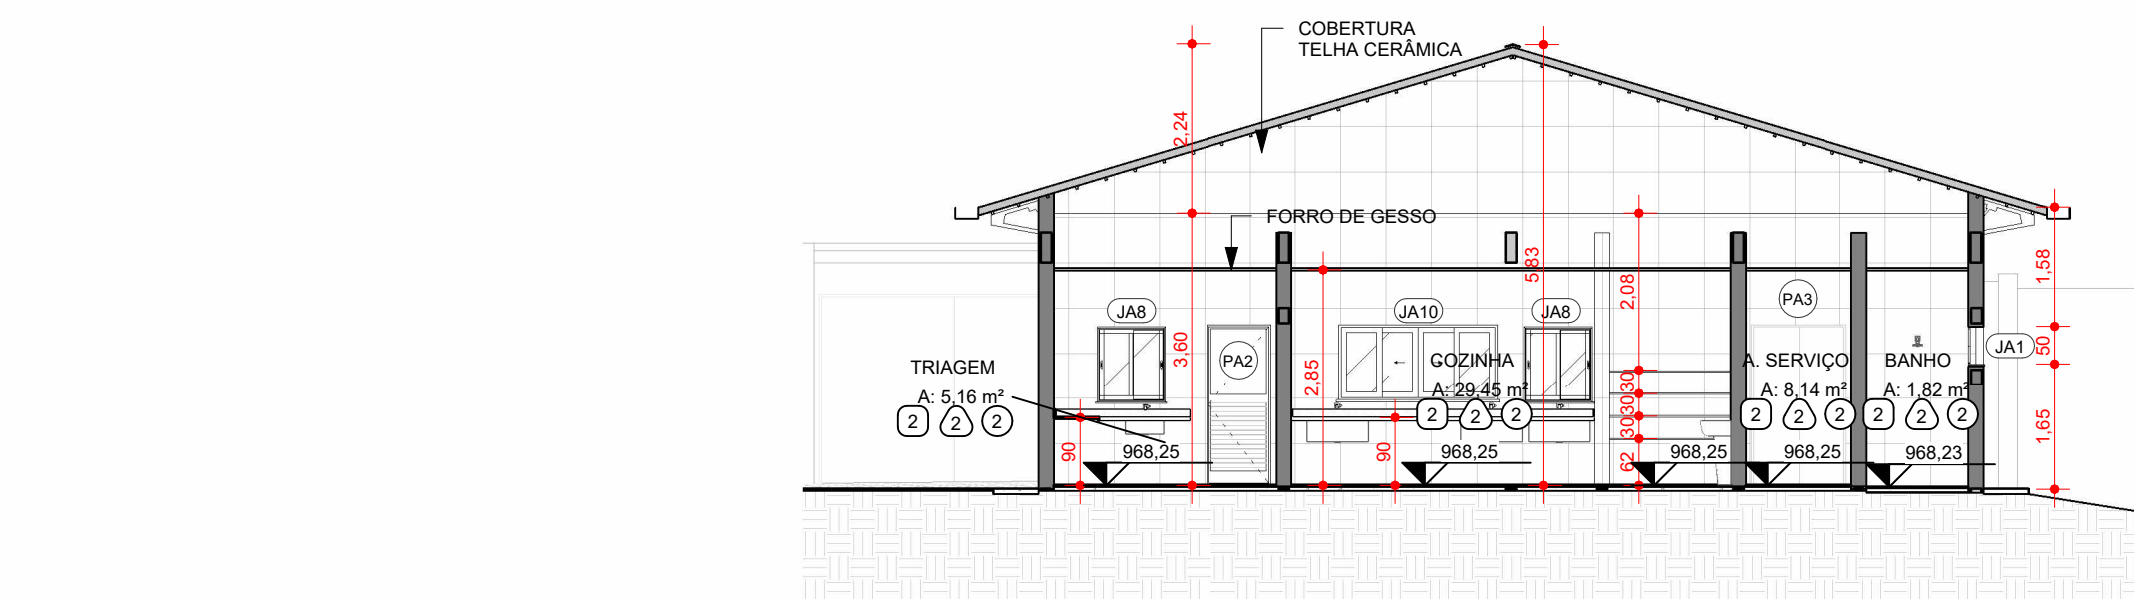 COBERTURA
TELHA CERÂMICA
2,24
FORRO DE GESSO
5,83
2,08
1,58
PA3
JA8
JA10
JA8
3,60
PA2
2,85
50
JA1
TRIAGEM
A: 5,16 m²
2 2 2
COZINHA
A: 29,45 m²
2 2 2
A. SERVIÇO
A: 8,14 m²
2 2 2
BANHO
A: 1,82 m²
2 2 2
30
30
30
62
1,65
90
90
968,25
968,25
968,25
968,25
968,23